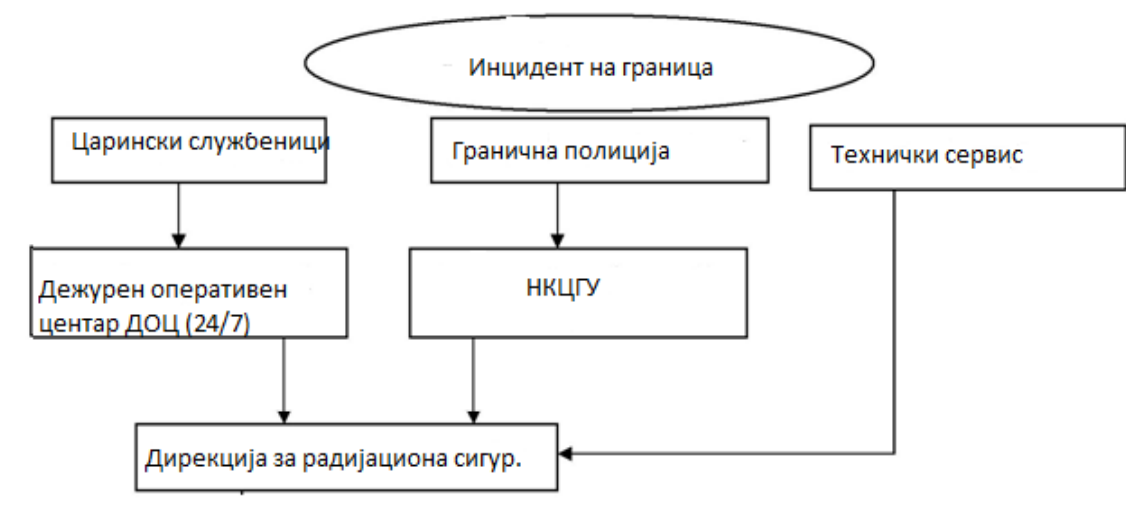 Инцидент на граница
Царински службеници
Гранична полиција
Технички сервис
Дежурен оперативен
центар ДОЦ (24/7)
НКЦГУ
Дирекција за радијациона сигур.